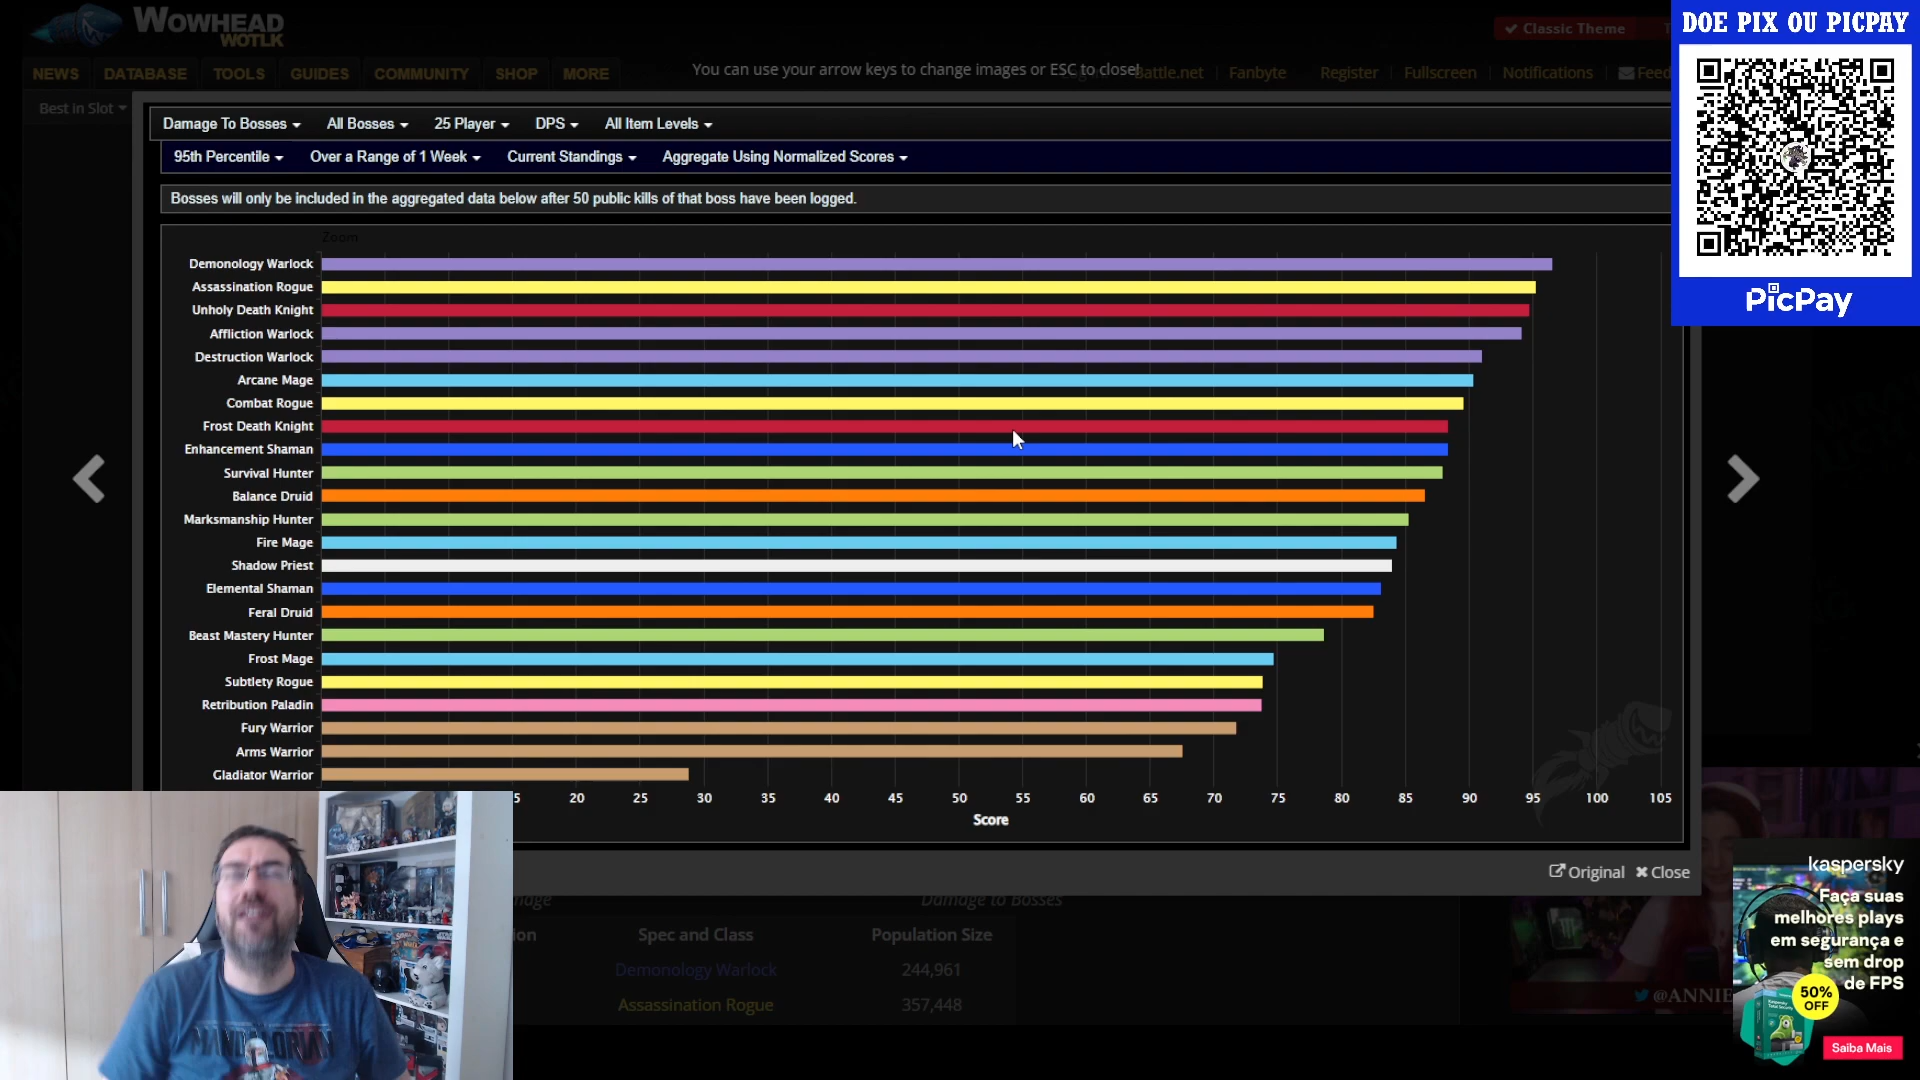 WOWHEAD
WOTLK
Classic Theme
NEWS DATABASE TOOLS GUIDES COMMUNITY SHOP MORE
You can use your arrow keys to change images or ESC to close!
Battle.net Fanbyte Register Fullscreen Notifications Feed
Best in Slot
DOE PIX OU PICPAY
PicPay
Damage To Bosses All Bosses 25 Player DPS All Item Levels
95th Percentile Over a Range of 1 Week Current Standings Aggregate Using Normalized Scores
Bosses will only be included in the aggregated data below after 50 public kills of that boss have been logged.
Zoom
Demonology Warlock
Assassination Rogue
Unholy Death Knight
Affliction Warlock
Destruction Warlock
Arcane Mage
Combat Rogue
Frost Death Knight
Enhancement Shaman
Survival Hunter
Balance Druid
Marksmanship Hunter
Fire Mage
Shadow Priest
Elemental Shaman
Feral Druid
Beast Mastery Hunter
Frost Mage
Subtlety Rogue
Retribution Paladin
Fury Warrior
Arms Warrior
Gladiator Warrior
5 20 25 30 35 40 45 50 55 60 65 70 75 80 85 90 95 100 105
Score
Original Close
Damage to Bosses
Spec and Class Population Size
Demonology Warlock 244,961
Assassination Rogue 357,448
@ANNIE
kaspersky
Faça suas
melhores plays
em segurança e
sem drop
de FPS
50%
OFF
Saiba Mais